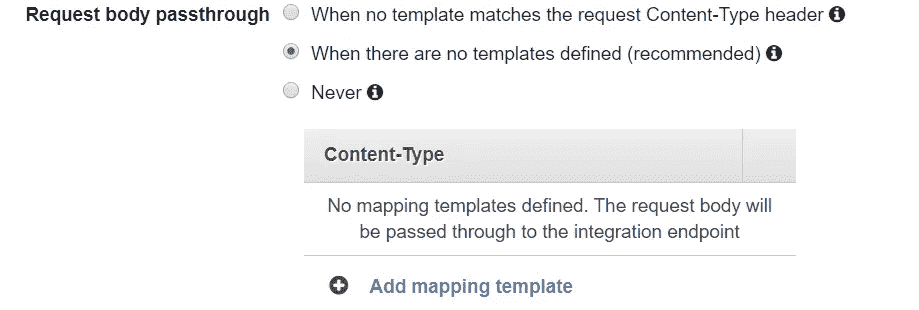 Request body passthrough When no template matches the request Content-Type header
When there are no templates defined (recommended)
Never
Content-Type
No mapping templates defined. The request body will
be passed through to the integration endpoint
Add mapping template